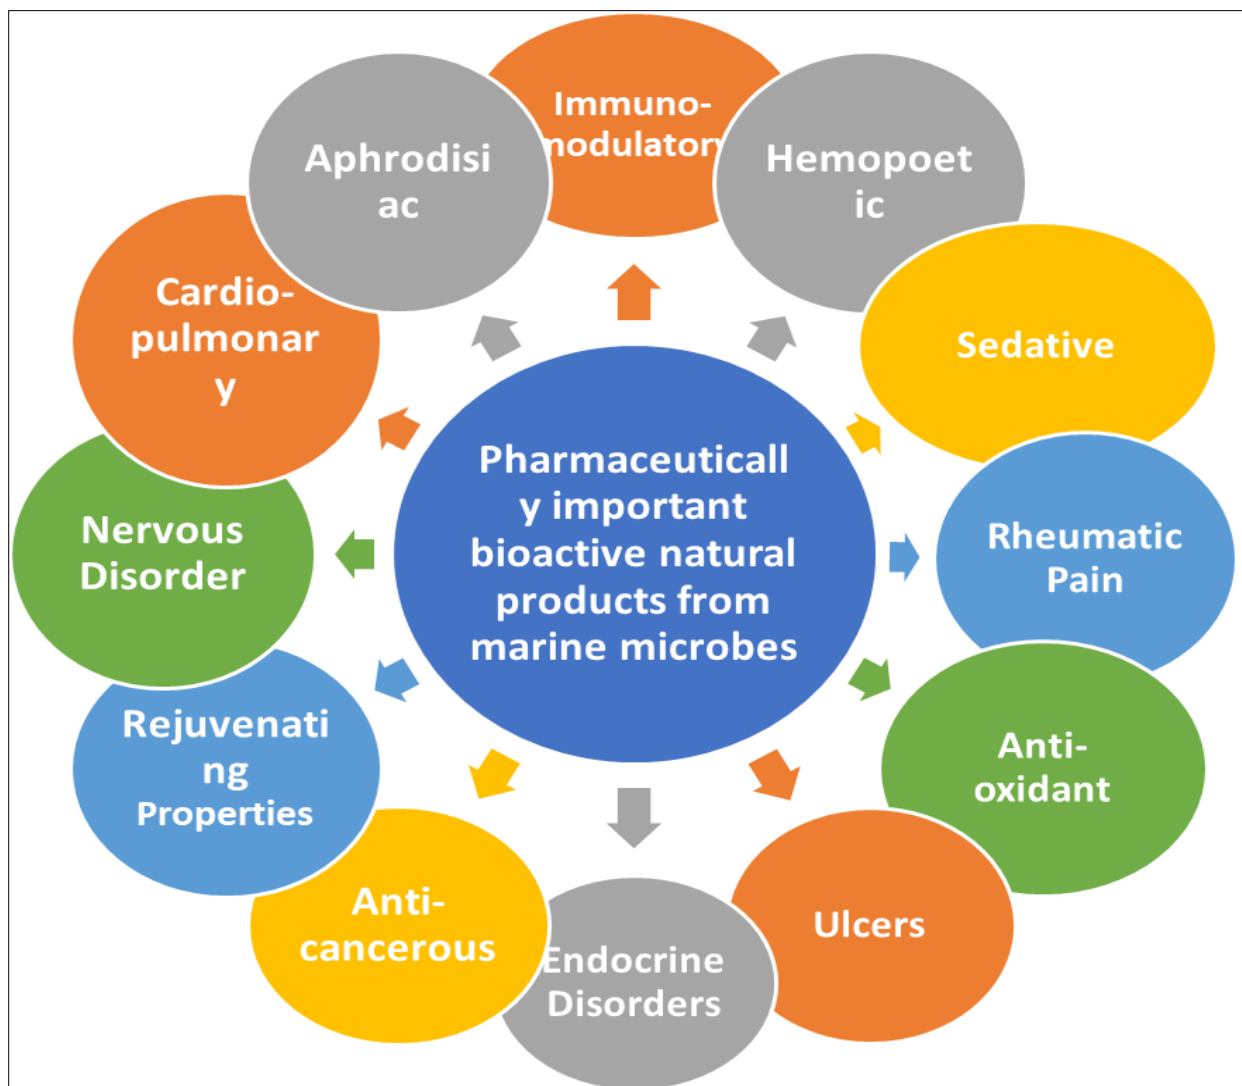 Immuno-
modulatory
Hemopoet
ic
Sedative
Rheumatic
Pain
Anti-
oxidant
Ulcers
Endocrine
Disorders
Anti-
cancerous
Rejuvenati
ng
Properties
Nervous
Disorder
Cardio-
pulmonar
y
Aphrodisi
ac
Pharmaceuticall
y important
bioactive natural
products from
marine microbes